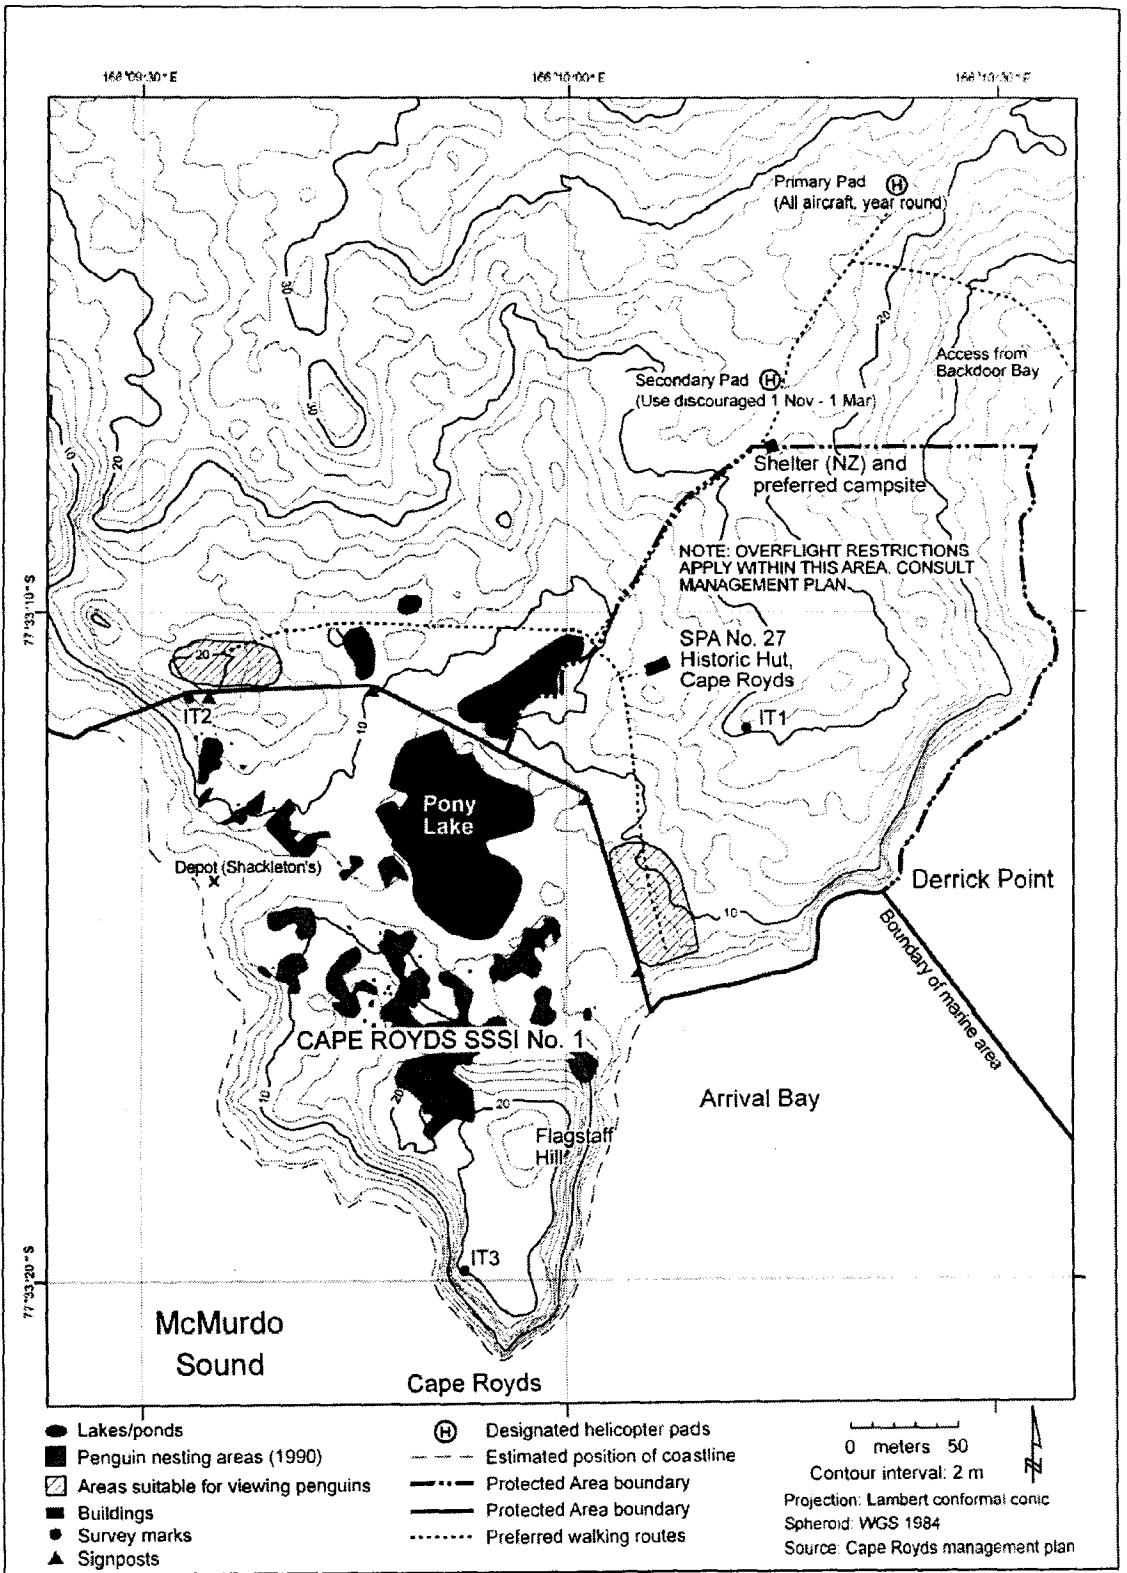 166°09'30" E
166°10'00" E
166°10'30" E
Primary Pad
(All aircraft, year round)
30
20
Access from
Backdoor Bay
Secondary Pad
(Use discouraged 1 Nov - 1 Mar)
30
10
20
Shelter (NZ) and
preferred campsite
NOTE: OVERFLIGHT RESTRICTIONS
APPLY WITHIN THIS AREA. CONSULT
MANAGEMENT PLAN
77°33'10" S
SPA No. 27
Historic Hut,
Cape Royds
20
IT2
IT1
10
Pony
Lake
Depot (Shackleton's)
Derrick Point
10
Boundary of marine area
CAPE ROYDS SSSI No. 1
10
20
20
Arrival Bay
Flagstaff
Hill
IT3
77°33'20" S
McMurdo
Sound
Cape Royds
Lakes/ponds
Penguin nesting areas (1990)
Areas suitable for viewing penguins
Buildings
Survey marks
Signposts
H Designated helicopter pads
Estimated position of coastline
Protected Area boundary
Protected Area boundary
Preferred walking routes
0 meters 50
N
Contour interval: 2 m
Projection: Lambert conformal conic
Spheroid: WGS 1984
Source: Cape Royds management plan